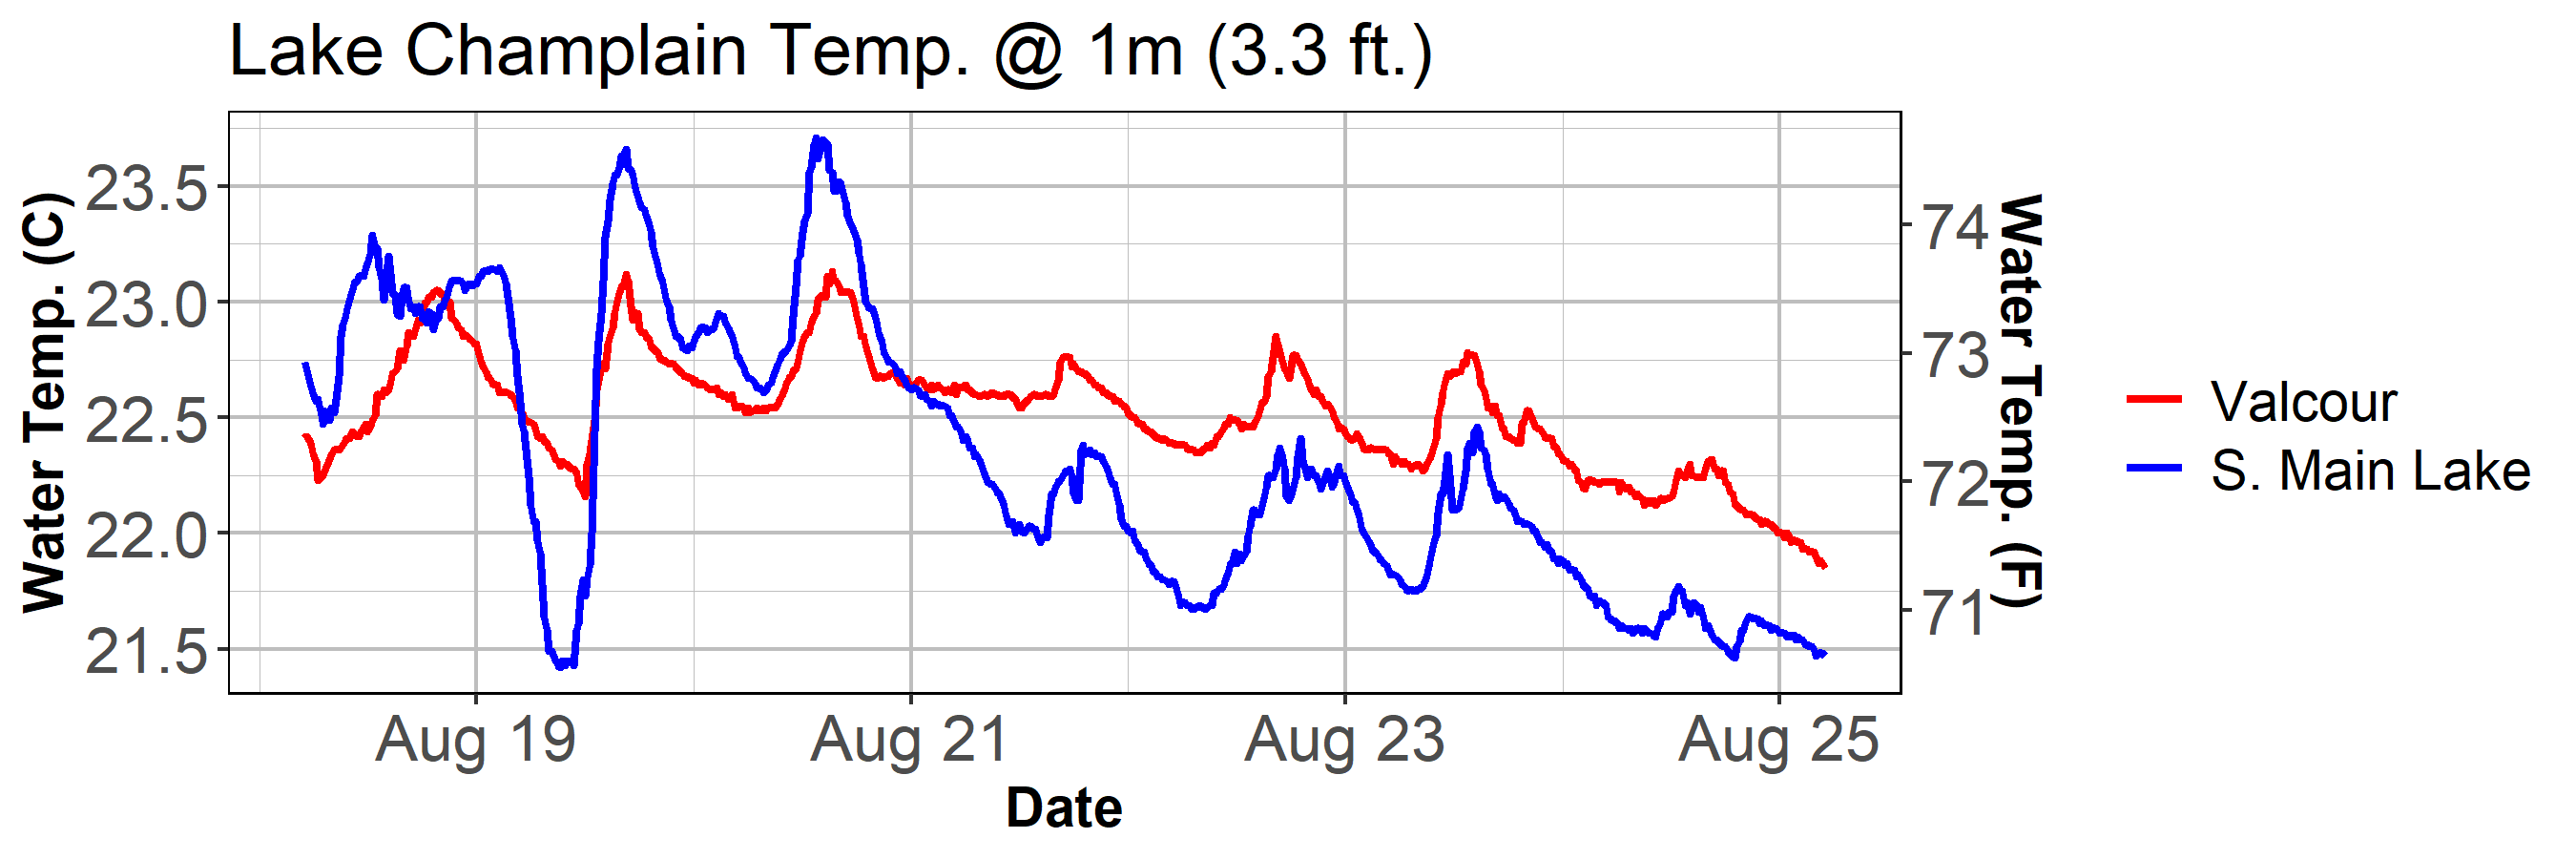 Lake Champlain Temp. @ 1m (3.3 ft.)
Water Temp. (C)
23.5
23.0
22.5
22.0
21.5
74
73
72
71
Water Temp. (F)
Aug 19
Aug 21
Aug 23
Aug 25
Date
Valcour
S. Main Lake